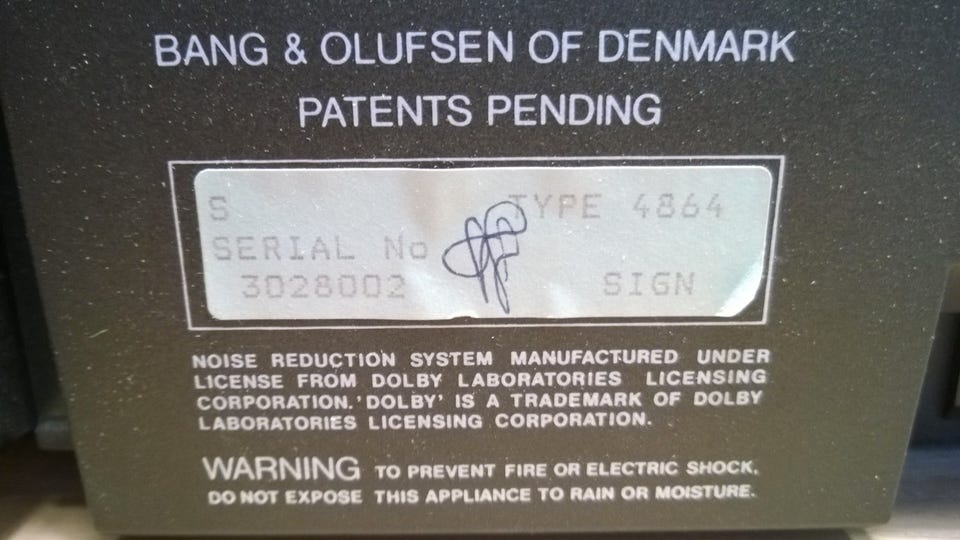 BANG & OLUFSEN OF DENMARK
PATENTS PENDING
S TYPE 4864
SERIAL No
3028002 SIGN
NOISE REDUCTION SYSTEM MANUFACTURED UNDER
LICENSE FROM DOLBY LABORATORIES LICENSING
CORPORATION. 'DOLBY' IS A TRADEMARK OF DOLBY
LABORATORIES LICENSING CORPORATION.
WARNING TO PREVENT FIRE OR ELECTRIC SHOCK,
DO NOT EXPOSE THIS APPLIANCE TO RAIN OR MOISTURE.